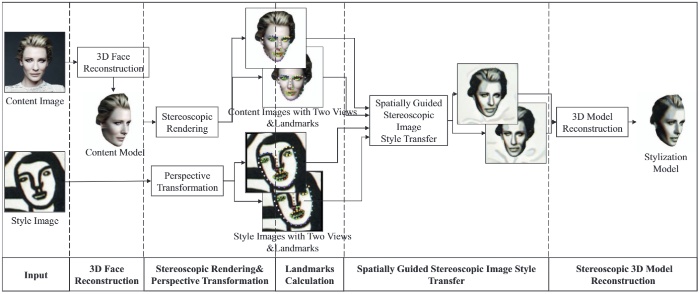 Content Image
3D Face
Reconstruction
Content Model
Stereoscopic
Rendering
Content Images with Two Views
&Landmarks
Style Image
Perspective
Transformation
Style Images with Two Views
&Landmarks
Spatially Guided
Stereoscopic
Image
Style Transfer
3D Model
Reconstruction
Stylization
Model
Input
3D Face
Reconstruction
Stereoscopic Rendering&
Perspective Transformation
Landmarks
Calculation
Spatially Guided Stereoscopic Image Style
Transfer
Stereoscopic 3D Model
Reconstruction